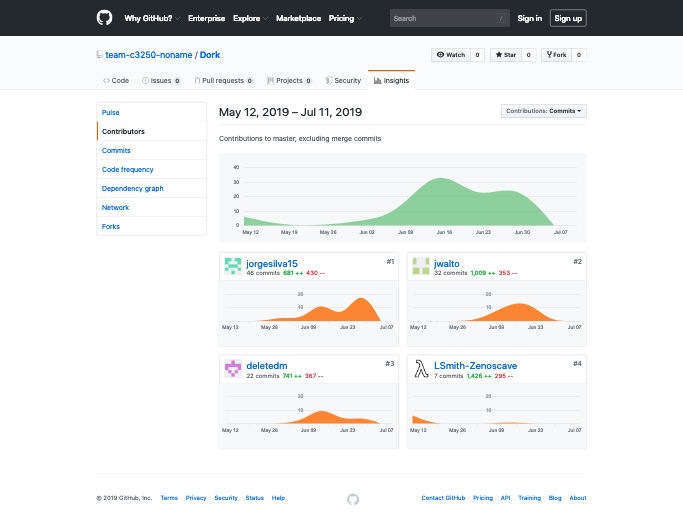 Why GitHub? Enterprise Explore Marketplace Pricing Search / Sign in Sign up
team-c3250-noname / Dork Watch 0 Star 0 Fork 0
Code Issues 0 Pull requests 0 Projects 0 Security Insights
Pulse
Contributors
Commits
Code frequency
Dependency graph
Network
Forks
May 12, 2019 – Jul 11, 2019 Contributions: Commits
Contributions to master, excluding merge commits
40
30
20
10
0
May 12 May 19 May 26 Jun 02 Jun 09 Jun 16 Jun 23 Jun 30 Jul 07
jorgesilva15 #1
46 commits 681 ++ 430 --
20
10
May 12 May 26 Jun 09 Jun 23 Jul 07
jwalto #2
32 commits 1,009 ++ 353 --
20
10
May 12 May 26 Jun 09 Jun 23 Jul 07
deletedm #3
22 commits 741 ++ 367 --
20
10
May 12 May 26 Jun 09 Jun 23 Jul 07
LSmith-Zenoscave #4
7 commits 1,426 ++ 295 --
20
10
May 12 May 26 Jun 09 Jun 23 Jul 07
© 2019 GitHub, Inc. Terms Privacy Security Status Help Contact GitHub Pricing API Training Blog About